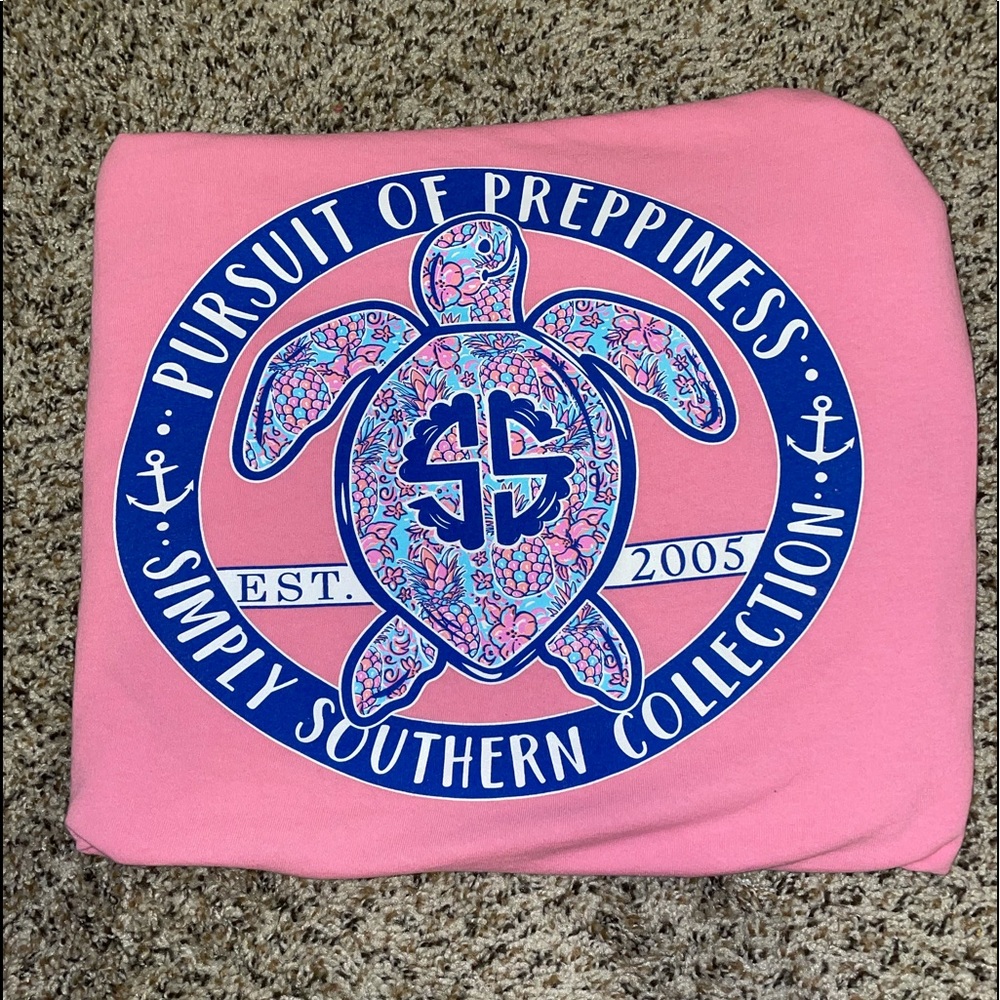 PURSUIT OF PREPPINESS
SS
EST. 2005
SIMPLY SOUTHERN COLLECTION